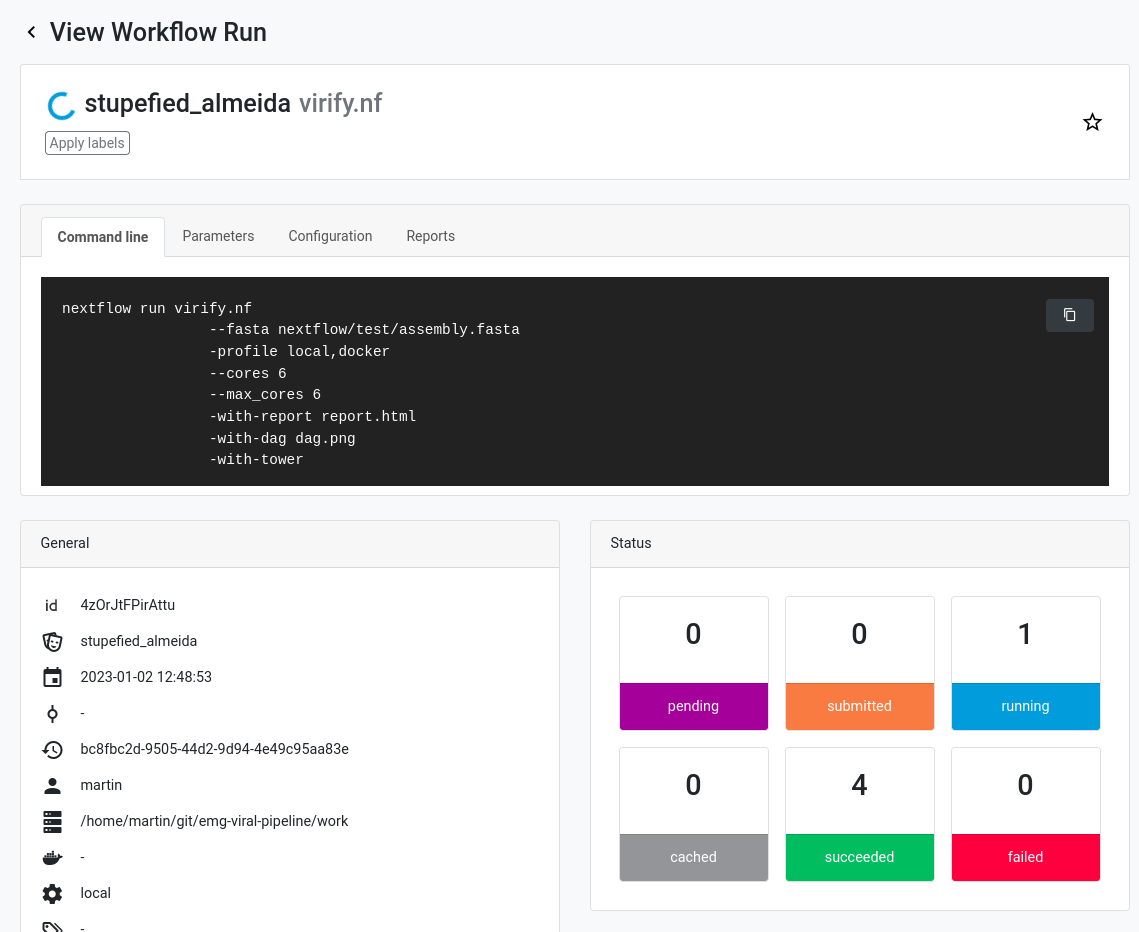 View Workflow Run
stupefied_almeida virify.nf
Apply labels
Command line Parameters Configuration Reports
nextflow run virify.nf
--fasta nextflow/test/assembly.fasta
-profile local,docker
--cores 6
--max_cores 6
-with-report report.html
-with-dag dag.png
-with-tower
General
id 4zOrJtFPirAttu
stupefied_almeida
2023-01-02 12:48:53
-
bc8fbc2d-9505-44d2-9d94-4e49c95aa83e
martin
/home/martin/git/emg-viral-pipeline/work
-
local
-
Status
0 0 1
pending submitted running
0 4 0
cached succeeded failed